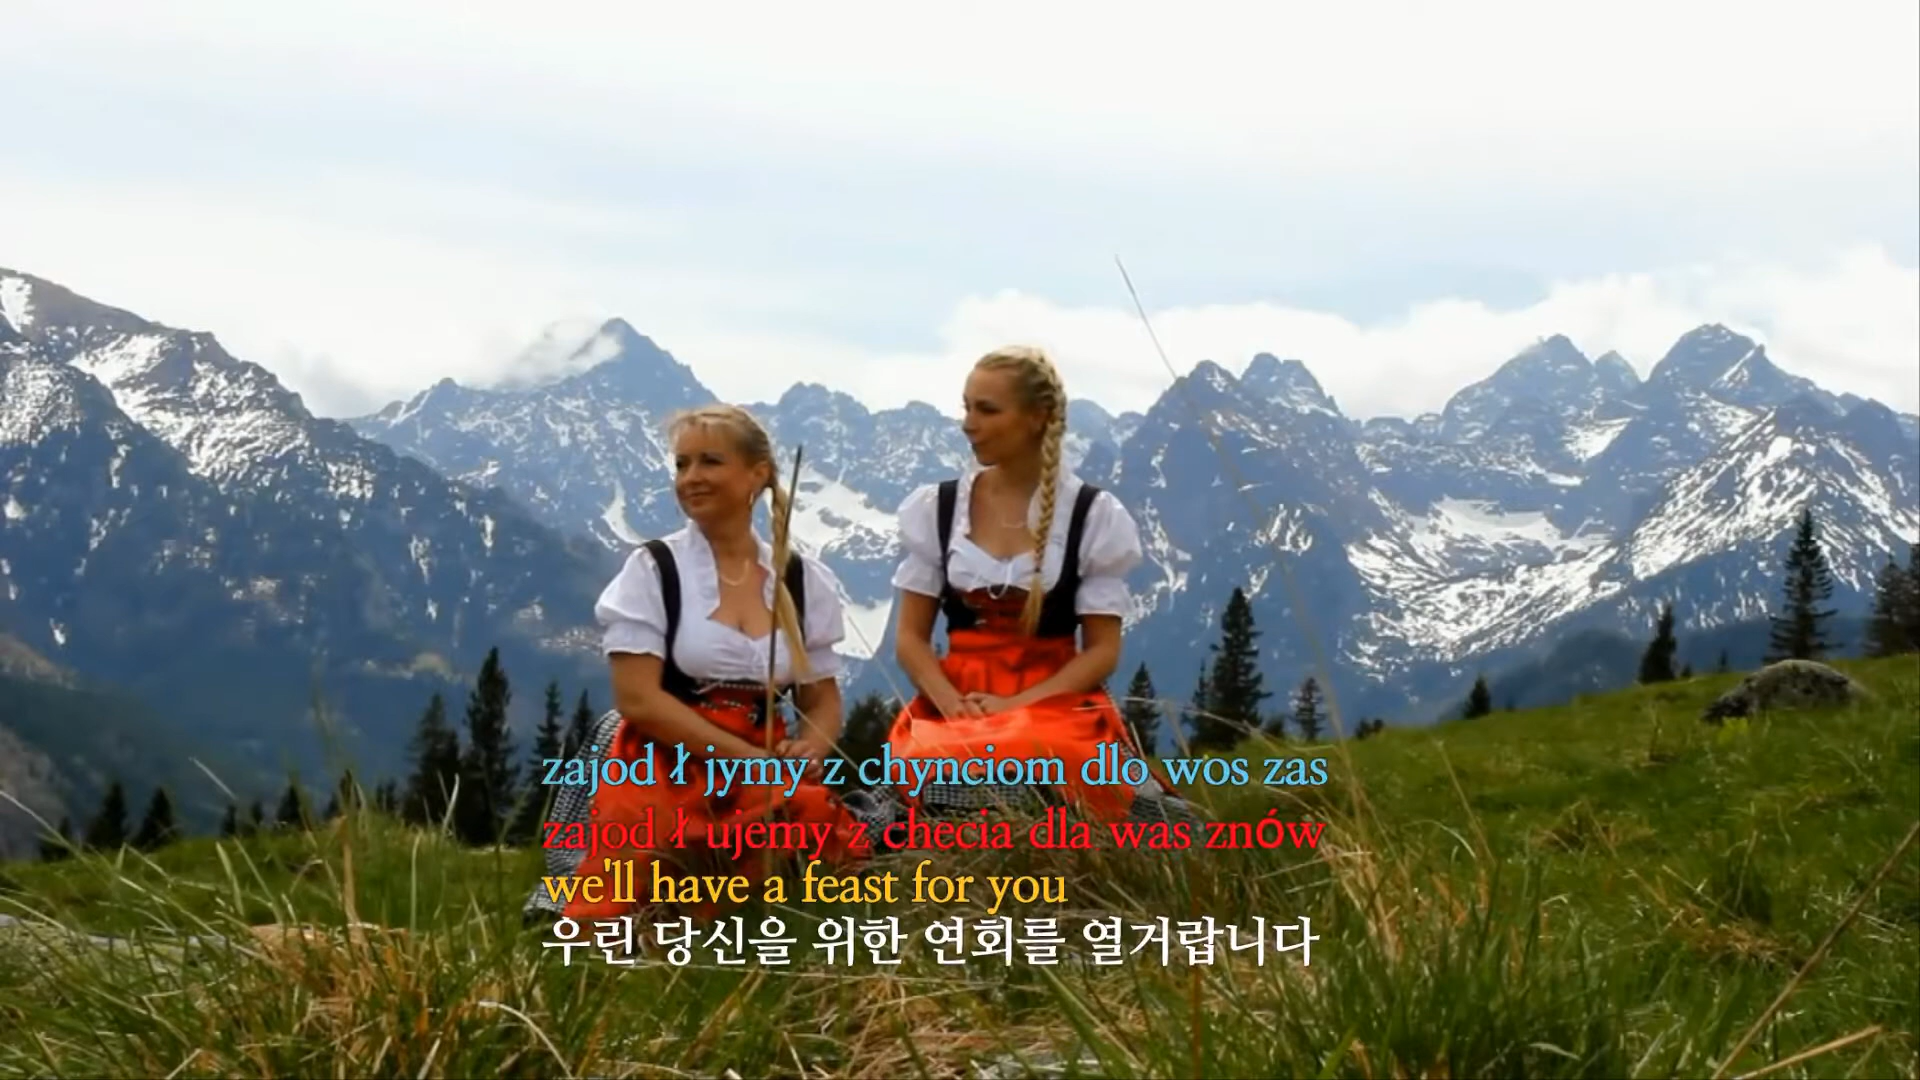 zajod ł jymy z chynciom dlo wos zas
zajod ł ujemy z checia dla was znów
we'll have a feast for you
우린 당신을 위한 연회를 열거랍니다